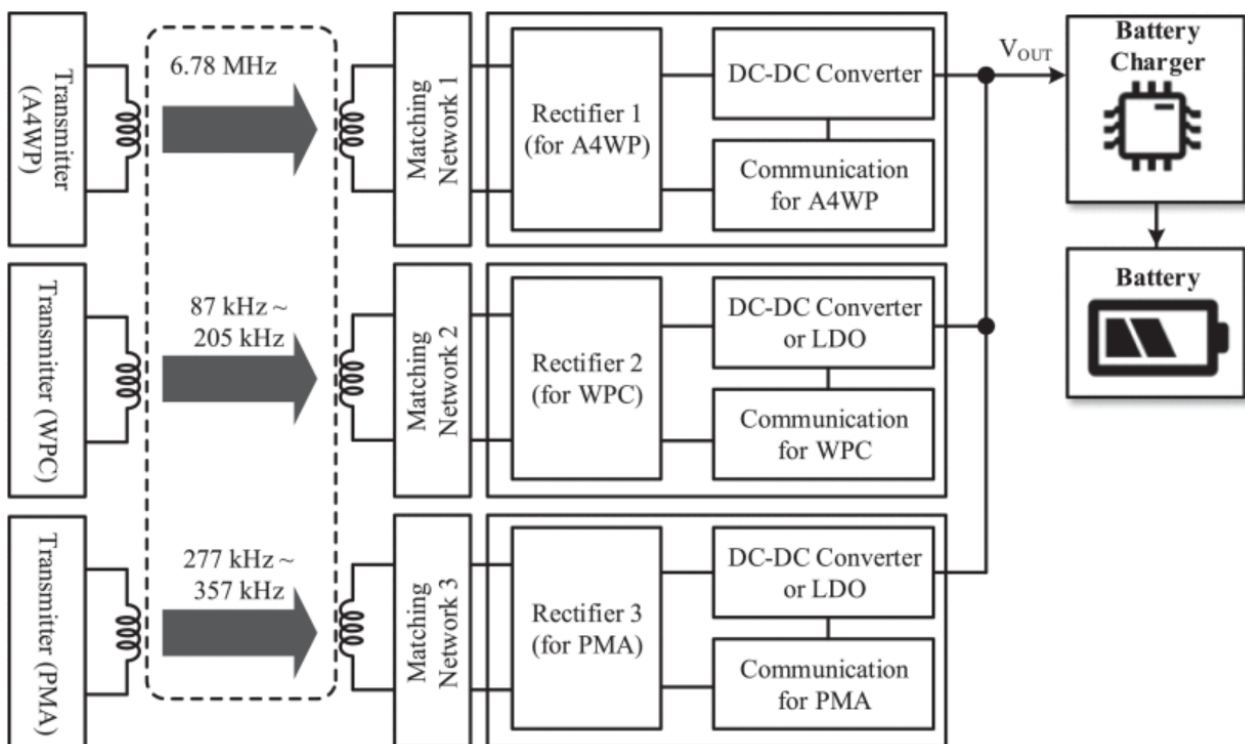 Transmitter
(A4WP)
6.78 MHz
Matching
Network 1
Rectifier 1
(for A4WP)
DC-DC Converter
Communication
for A4WP
VOUT
Battery
Charger
Battery
Transmitter (WPC)
87 kHz ~
205 kHz
Matching
Network 2
Rectifier 2
(for WPC)
DC-DC Converter
or LDO
Communication
for WPC
Transmitter (PMA)
277 kHz ~
357 kHz
Matching
Network 3
Rectifier 3
(for PMA)
DC-DC Converter
or LDO
Communication
for PMA